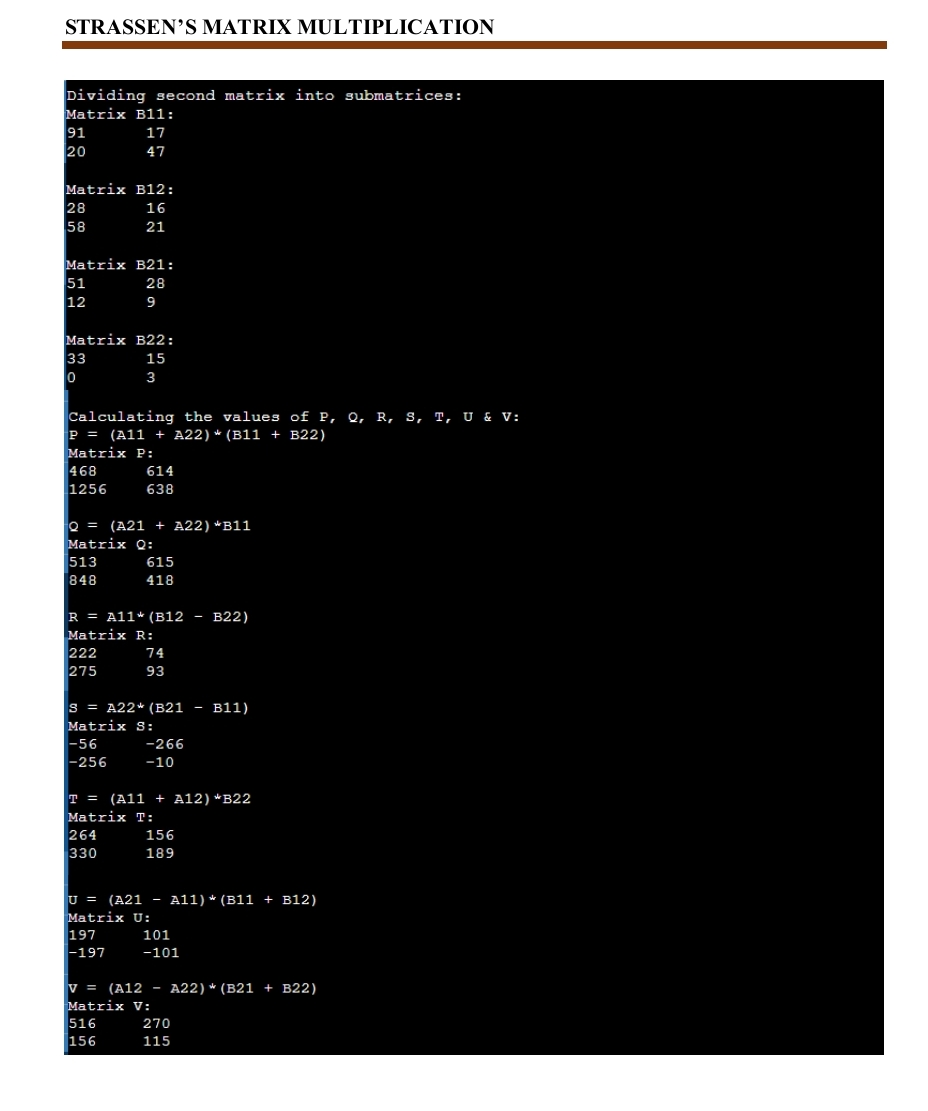 STRASSEN’S MATRIX MULTIPLICATION
Dividing second matrix into submatrices:
Matrix B11:
91 17
20 47
Matrix B12:
28 16
58 21
Matrix B21:
51 28
12 9
Matrix B22:
33 15
0 3
Calculating the values of P, Q, R, S, T, U & V:
P = (A11 + A22)*(B11 + B22)
Matrix P:
468 614
1256 638
Q = (A21 + A22)*B11
Matrix Q:
513 615
848 418
R = A11*(B12 - B22)
Matrix R:
222 74
275 93
S = A22*(B21 - B11)
Matrix S:
-56 -266
-256 -10
T = (A11 + A12)*B22
Matrix T:
264 156
330 189
U = (A21 - A11)*(B11 + B12)
Matrix U:
197 101
-197 -101
V = (A12 - A22)*(B21 + B22)
Matrix V:
516 270
156 115